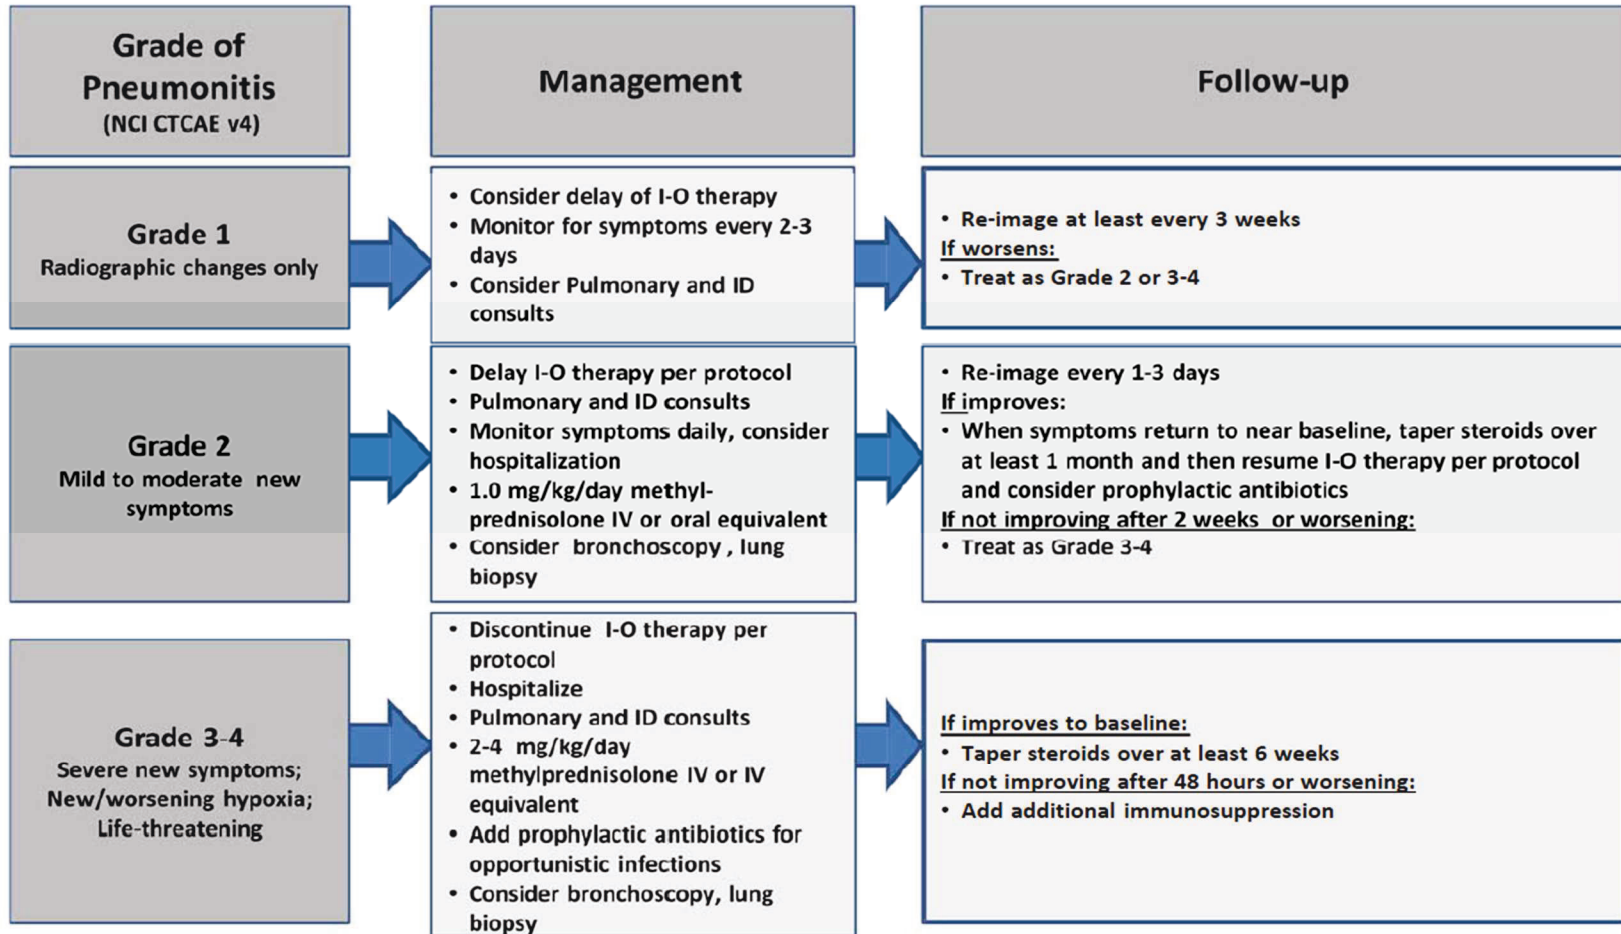 Grade of
Pneumonitis
(NCI CTCAE v4)
Management
Follow-up
Grade 1
Radiographic changes only
• Consider delay of I-O therapy
• Monitor for symptoms every 2-3
days
• Consider Pulmonary and ID
consults
• Re-image at least every 3 weeks
If worsens:
• Treat as Grade 2 or 3-4
Grade 2
Mild to moderate new
symptoms
• Delay I-O therapy per protocol
• Pulmonary and ID consults
• Monitor symptoms daily, consider
hospitalization
• 1.0 mg/kg/day methyl-
prednisolone IV or oral equivalent
• Consider bronchoscopy , lung
biopsy
• Re-image every 1-3 days
If improves:
• When symptoms return to near baseline, taper steroids over
at least 1 month and then resume I-O therapy per protocol
and consider prophylactic antibiotics
If not improving after 2 weeks or worsening:
• Treat as Grade 3-4
Grade 3-4
Severe new symptoms;
New/worsening hypoxia;
Life-threatening
• Discontinue I-O therapy per
protocol
• Hospitalize
• Pulmonary and ID consults
• 2-4 mg/kg/day
methylprednisolone IV or IV
equivalent
• Add prophylactic antibiotics for
opportunistic infections
• Consider bronchoscopy, lung
biopsy
If improves to baseline:
• Taper steroids over at least 6 weeks
If not improving after 48 hours or worsening:
• Add additional immunosuppression